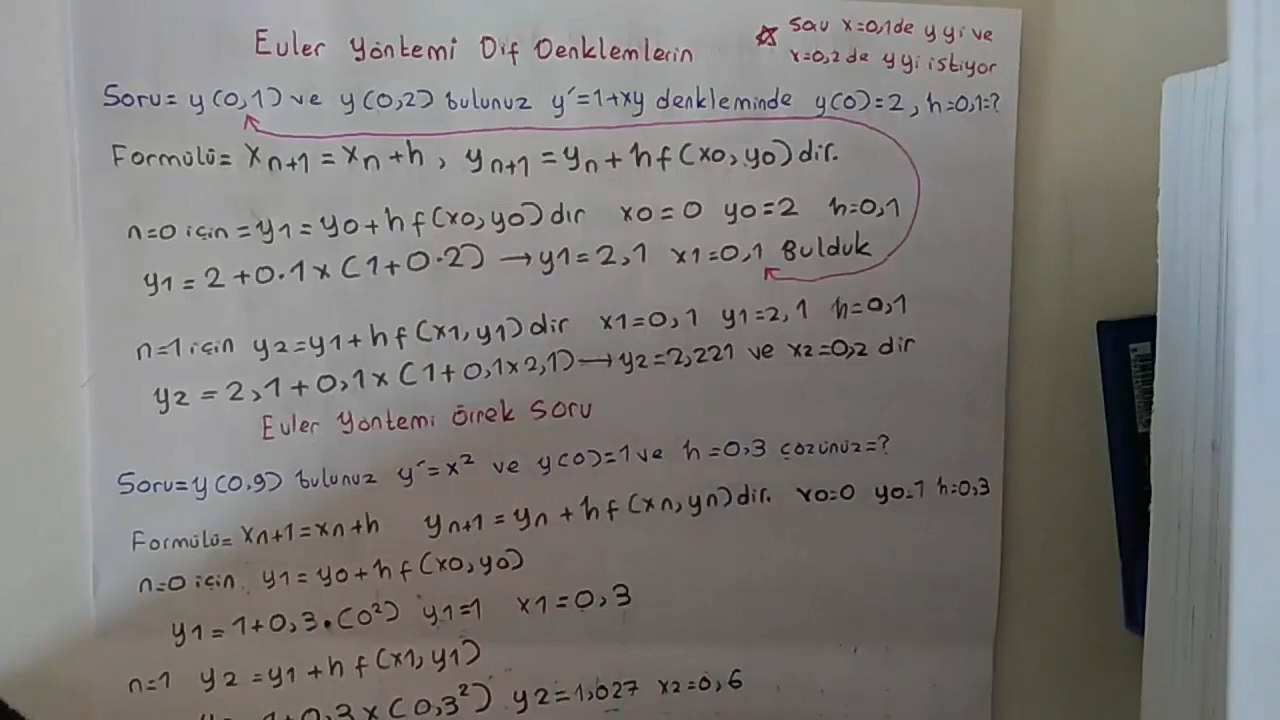 Euler Yöntemi Dif Denklemlerin
☆ Sav x=0,1 de y yi ve
x=0,2 de y yi istiyor
Soru= y(0,1) ve y(0,2) bulunuz y'=1+xy denkleminde y(0)=2, h=0,1=?
Formülü= xn+1=xn+h, yn+1=yn+hf(x0,y0) dir.
n=0 için=y1=y0+hf(x0,y0) dir x0=0 y0=2 h=0,1
y1=2+0.1x(1+0.2) →y1=2,1 x1=0,1 Bulduk
n=1 için y2=y1+hf(x1,y1) dir x1=0,1 y1=2,1 h=0,1
y2=2,1+0,1x(1+0,1x2,1)→y2=2,221 ve x2=0,2 dir
Euler Yöntemi Örnek Soru
Soru=y(0,9) bulunuz y'=x² ve y(0)=1 ve h=0,3 çözünüz=?
Formülü= xn+1=xn+h yn+1=yn+hf(xn,yn) dir. x0=0 y0=1 h=0,3
n=0 için, y1=y0+hf(x0,y0)
y1=1+0,3.(0²) y1=1 x1=0,3
n=1 y2=y1+hf(x1,y1)
1+0,3x(0,3²) y2=1,027 x2=0,6